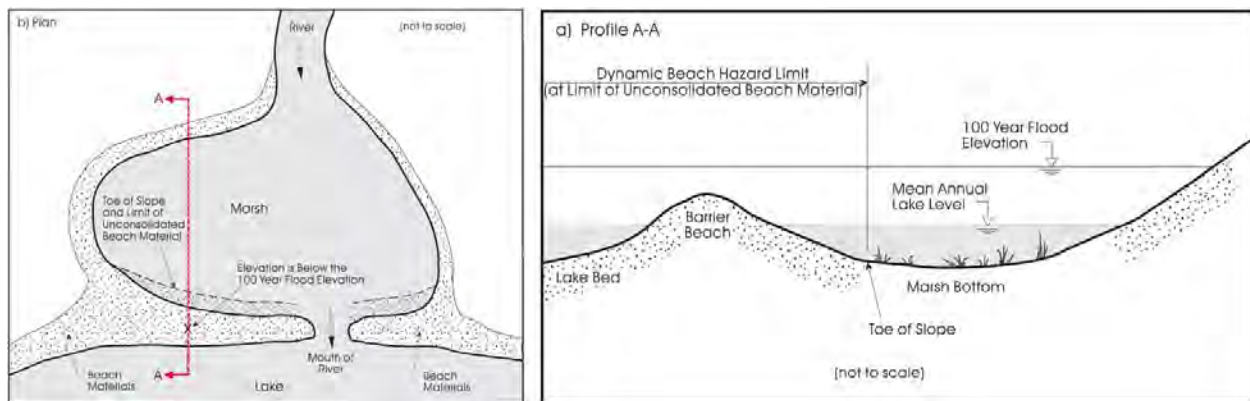 b) Plan
River
(not to scale)
A
Marsh
Toe of Slope
and Limit of
Unconsolidated
Beach Material
Elevation is Below the
100 Year Flood Elevation
x
A
Beach
Materials
Mouth of
River
Lake
Beach
Materials
a) Profile A-A
Dynamic Beach Hazard Limit
(at Limit of Unconsolidated Beach Material)
100 Year Flood
Elevation
Mean Annual
Lake Level
Barrier
Beach
Lake Bed
Marsh Bottom
Toe of Slope
(not to scale)